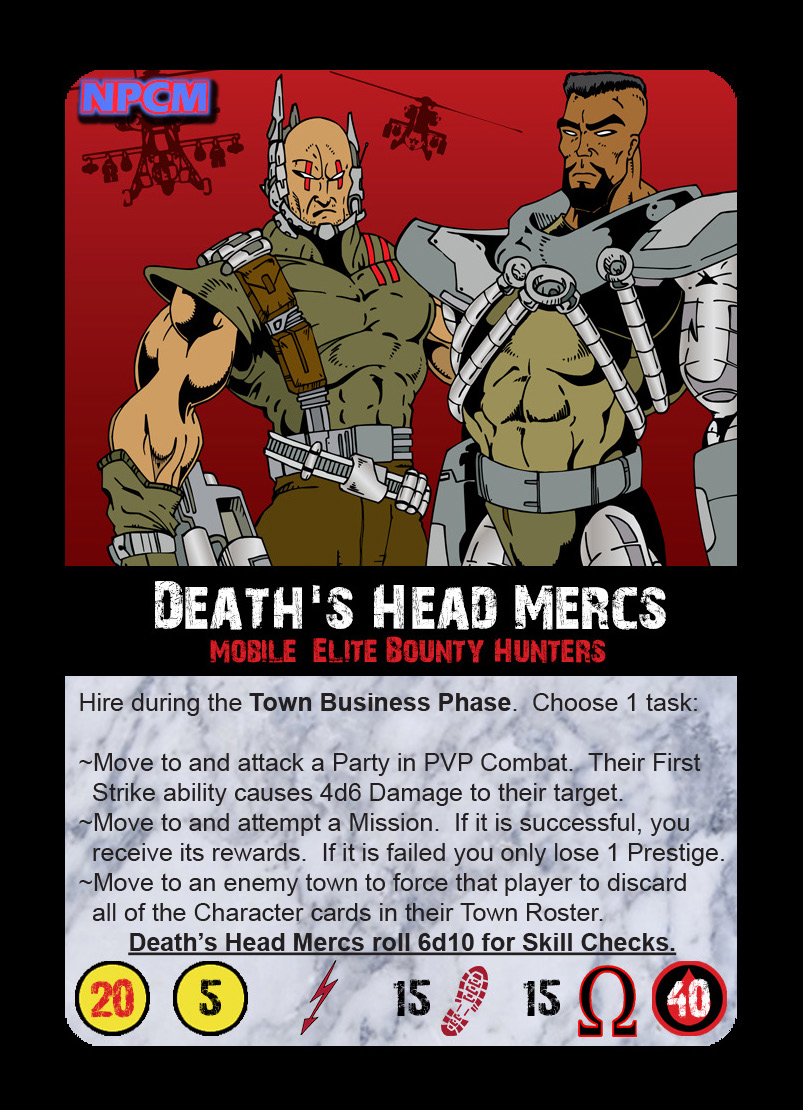 NPCM
Death's Head Mercs
Mobile Elite Bounty Hunters
Hire during the Town Business Phase.  Choose 1 task:
~Move to and attack a Party in PVP Combat.  Their First
Strike ability causes 4d6 Damage to their target.
~Move to and attempt a Mission.  If it is successful, you
receive its rewards.  If it is failed you only lose 1 Prestige.
~Move to an enemy town to force that player to discard
all of the Character cards in their Town Roster.
Death's Head Mercs roll 6d10 for Skill Checks.
20 5 15 15 Ω 40